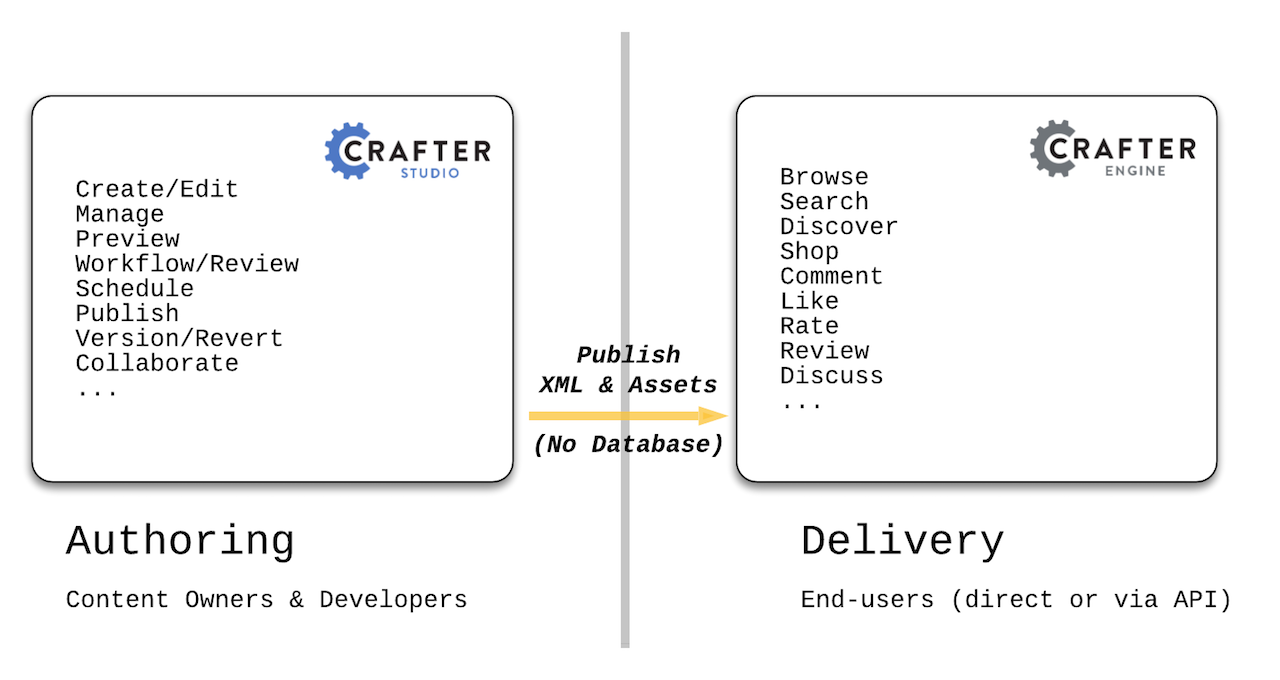 CRAFTER
STUDIO
Create/Edit
Manage
Preview
Workflow/Review
Schedule
Publish
Version/Revert
Collaborate
...
Publish
XML & Assets
(No Database)
CRAFTER
ENGINE
Browse
Search
Discover
Shop
Comment
Like
Rate
Review
Discuss
...
Authoring
Content Owners & Developers
Delivery
End-users (direct or via API)